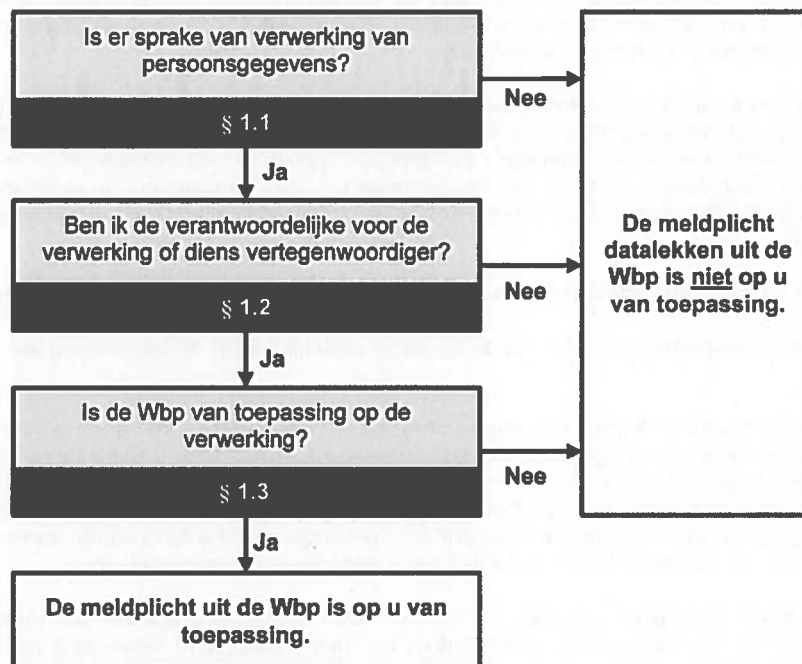 Is er sprake van verwerking van
persoonsgegevens?
§ 1.1
Nee
Ja
Ben ik de verantwoordelijke voor de
verwerking of diens vertegenwoordiger?
§ 1.2
Nee
Ja
Is de Wbp van toepassing op de
verwerking?
§ 1.3
Nee
Ja
De meldplicht uit de Wbp is op u van
toepassing.
De meldplicht
datalekken uit de
Wbp is niet op u
van toepassing.